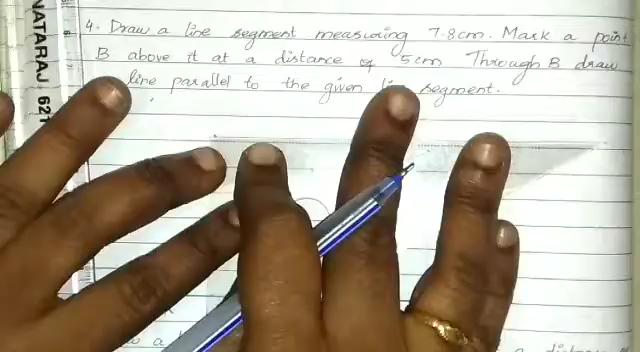 NATARAJ 621
4. Draw a line segment measuring 7.8cm. Mark a point
B above it at a distance of 5cm Through B draw
line parallel to the given segment.
a
a distance